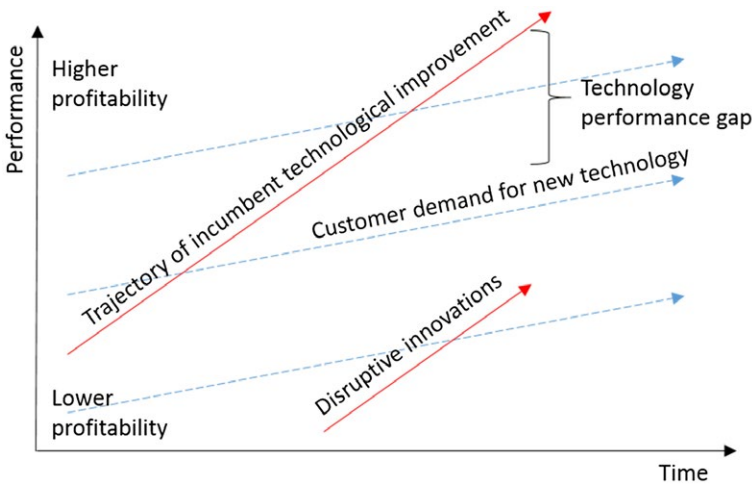 Performance
Higher
profitability
Trajectory of incumbent technological improvement
Technology
performance gap
Customer demand for new technology
Disruptive innovations
Lower
profitability
Time